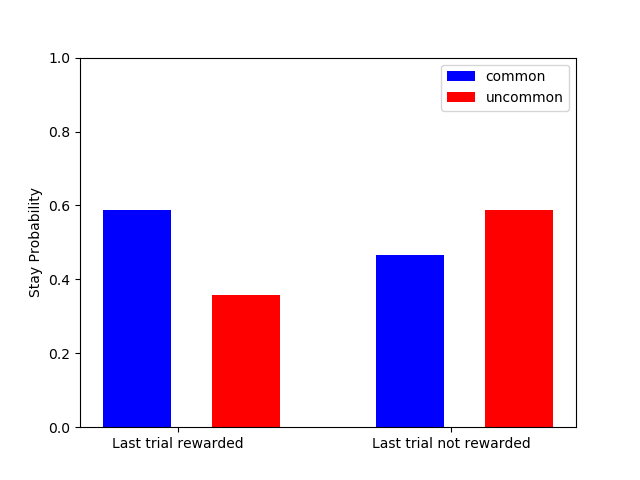 1.0
0.8
0.6
0.4
0.2
0.0
Stay Probability
common
uncommon
Last trial rewarded
Last trial not rewarded